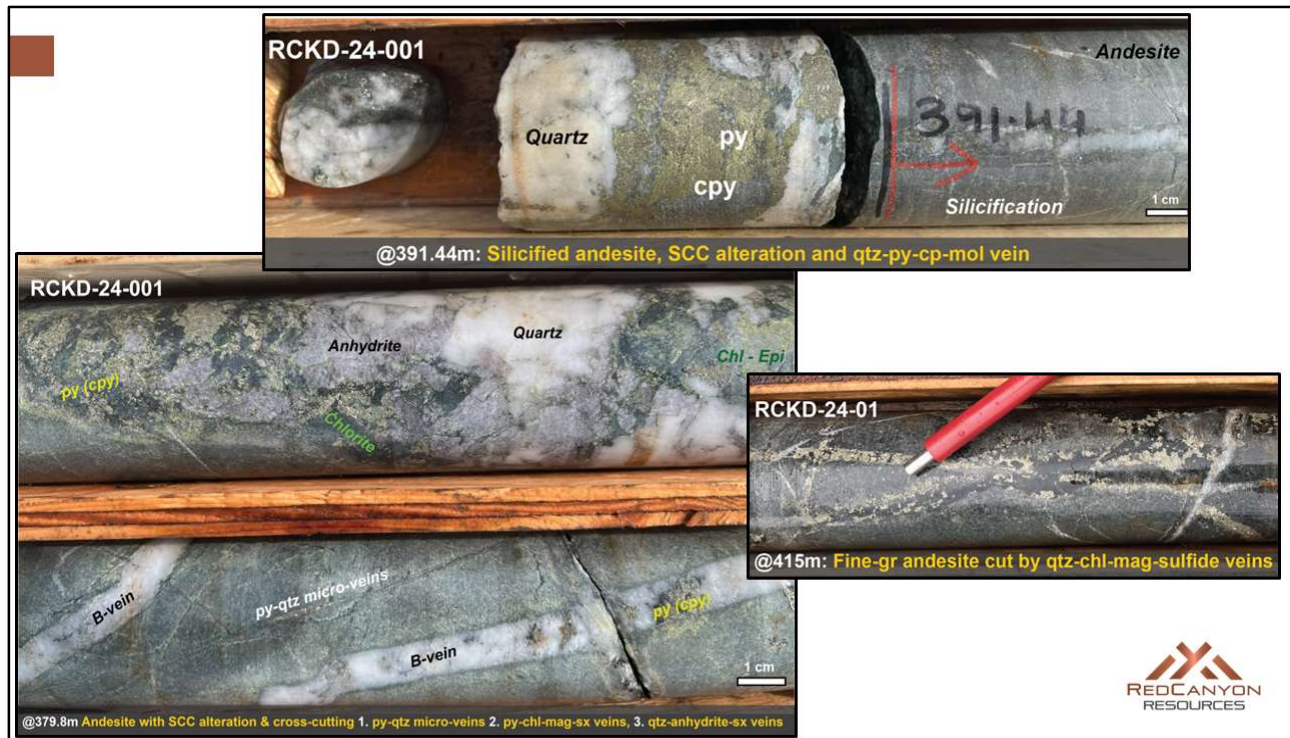 RCKD-24-001
Andesite
Quartz
py
cpy
391.44
Silicification
1 cm
@391.44m: Silicified andesite, SCC alteration and qtz-py-cp-mol vein
RCKD-24-001
Quartz
Anhydrite
Chl - Epi
py (cpy)
Chlorite
B-vein
py-qtz micro-veins
py (cpy)
B-vein
1 cm
@379.8m Andesite with SCC alteration & cross-cutting 1. py-qtz micro-veins 2. py-chl-mag-sx veins, 3. qtz-anhydrite-sx veins
RCKD-24-01
@415m: Fine-gr andesite cut by qtz-chl-mag-sulfide veins
REDCANYON
RESOURCES